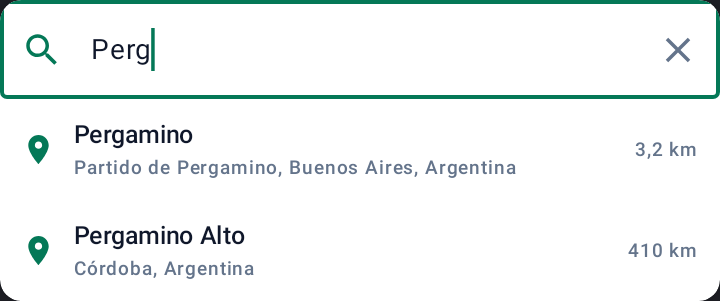 Perg
Pergamino
Partido de Pergamino, Buenos Aires, Argentina
3,2 km
Pergamino Alto
Córdoba, Argentina
410 km